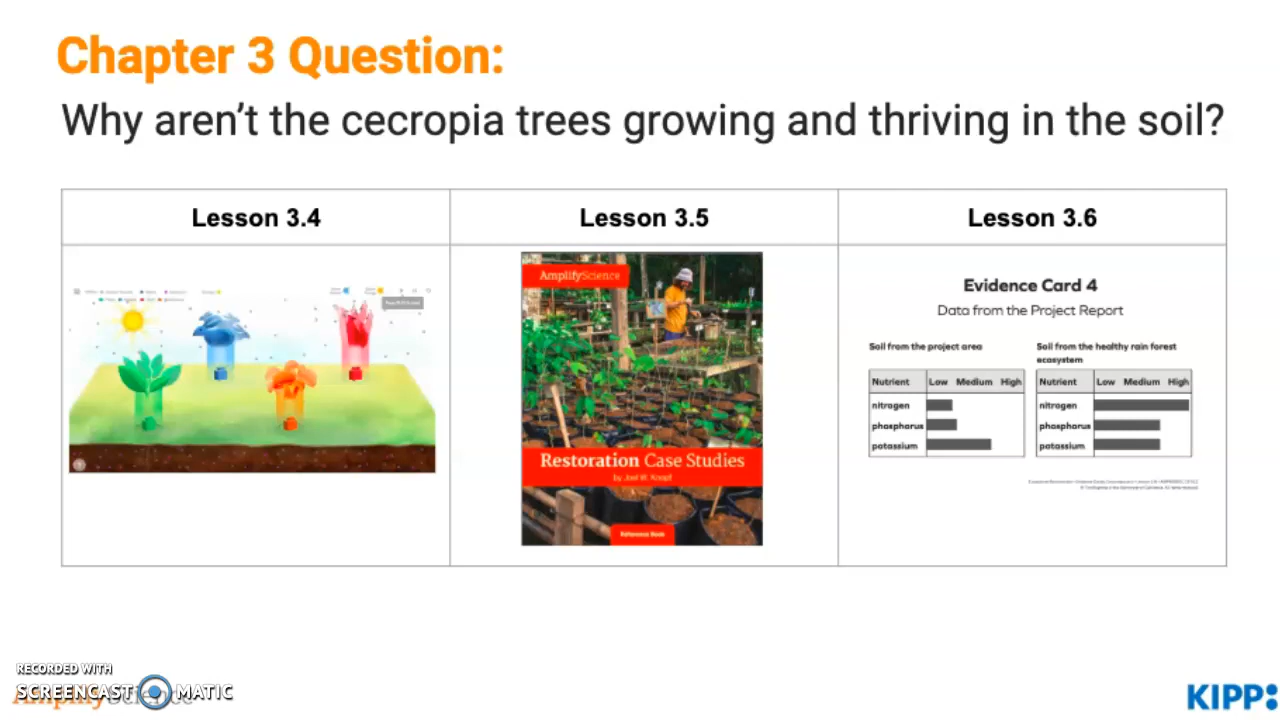 Chapter 3 Question:
Why aren't the cecropia trees growing and thriving in the soil?
Lesson 3.4
Lesson 3.5
Lesson 3.6
AmplifyScience
Restoration Case Studies
Reference Book
Evidence Card 4
Data from the Project Report
Soil from the project area
Nutrient Low Medium High
nitrogen
phosphorus
potassium
Soil from the healthy rain forest
ecosystem
Nutrient Low Medium High
nitrogen
phosphorus
potassium
RECORDED WITH
SCREENCAST MATIC
AmplifyScience
KIPP: